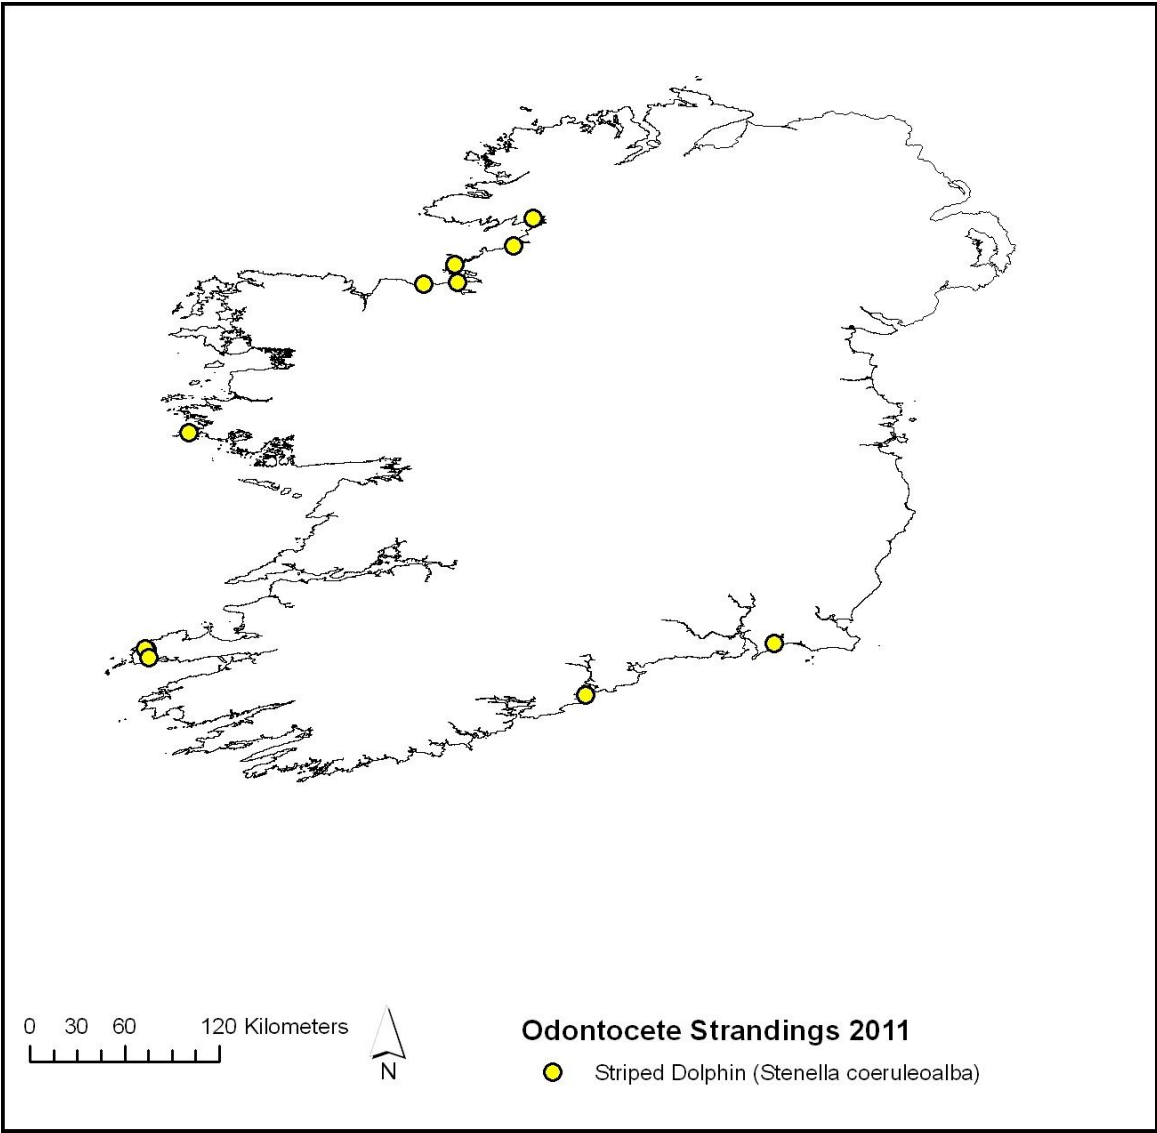 0 30 60 120 Kilometers
N
Odontocete Strandings 2011
Striped Dolphin (Stenella coeruleoalba)